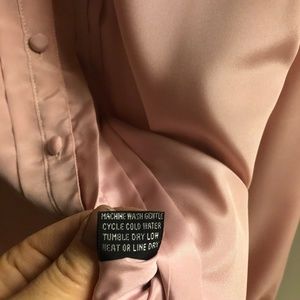 MACHINE WASH GENTLE
CYCLE COLD WATER
TUMBLE DRY LOW
HEAT OR LINE DRY